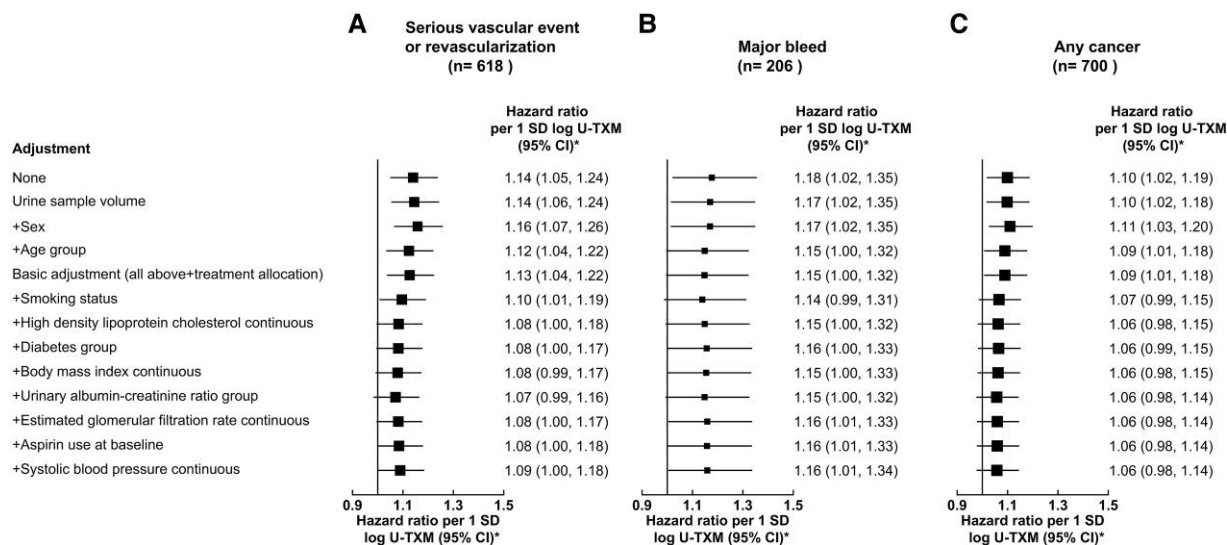 A Serious vascular event or revascularization (n= 618 )
B Major bleed (n= 206 )
C Any cancer (n= 700 )
Hazard ratio per 1 SD log U-TXM (95% CI)*
Hazard ratio per 1 SD log U-TXM (95% CI)*
Hazard ratio per 1 SD log U-TXM (95% CI)*
Adjustment
None 1.14 (1.05, 1.24) 1.18 (1.02, 1.35) 1.10 (1.02, 1.19)
Urine sample volume 1.14 (1.06, 1.24) 1.17 (1.02, 1.35) 1.10 (1.02, 1.18)
+Sex 1.16 (1.07, 1.26) 1.17 (1.02, 1.35) 1.11 (1.03, 1.20)
+Age group 1.12 (1.04, 1.22) 1.15 (1.00, 1.32) 1.09 (1.01, 1.18)
Basic adjustment (all above+treatment allocation) 1.13 (1.04, 1.22) 1.15 (1.00, 1.32) 1.09 (1.01, 1.18)
+Smoking status 1.10 (1.01, 1.19) 1.14 (0.99, 1.31) 1.07 (0.99, 1.15)
+High density lipoprotein cholesterol continuous 1.08 (1.00, 1.18) 1.15 (1.00, 1.32) 1.06 (0.98, 1.15)
+Diabetes group 1.08 (1.00, 1.17) 1.16 (1.00, 1.33) 1.06 (0.99, 1.15)
+Body mass index continuous 1.08 (0.99, 1.17) 1.15 (1.00, 1.33) 1.06 (0.98, 1.15)
+Urinary albumin-creatinine ratio group 1.07 (0.99, 1.16) 1.15 (1.00, 1.32) 1.06 (0.98, 1.14)
+Estimated glomerular filtration rate continuous 1.08 (1.00, 1.17) 1.16 (1.01, 1.33) 1.06 (0.98, 1.14)
+Aspirin use at baseline 1.08 (1.00, 1.18) 1.16 (1.01, 1.33) 1.06 (0.98, 1.14)
+Systolic blood pressure continuous 1.09 (1.00, 1.18) 1.16 (1.01, 1.34) 1.06 (0.98, 1.14)
0.9 1.1 1.3 1.5 0.9 1.1 1.3 1.5 0.9 1.1 1.3 1.5
Hazard ratio per 1 SD log U-TXM (95% CI)*
Hazard ratio per 1 SD log U-TXM (95% CI)*
Hazard ratio per 1 SD log U-TXM (95% CI)*